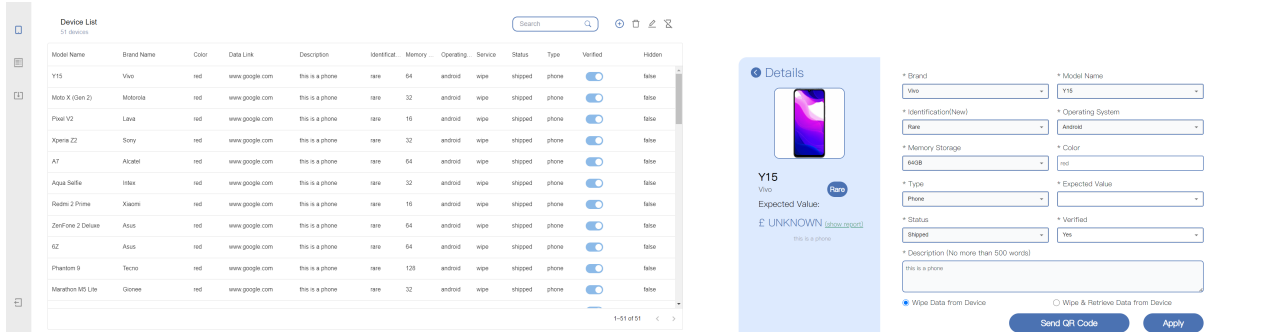 Device List
51 devices
Search
Model Name Brand Name Color Data Link Description Identificat... Memory ... Operating... Service Status Type Verified Hidden
Y15 Vivo red www.google.com this is a phone rare 64 android wipe shipped phone false
Moto X (Gen 2) Motorola red www.google.com this is a phone rare 32 android wipe shipped phone false
Pixel V2 Lava red www.google.com this is a phone rare 16 android wipe shipped phone false
Xperia Z2 Sony red www.google.com this is a phone rare 32 android wipe shipped phone false
A7 Alcatel red www.google.com this is a phone rare 64 android wipe shipped phone false
Aqua Selfie Intex red www.google.com this is a phone rare 32 android wipe shipped phone false
Redmi 2 Prime Xiaomi red www.google.com this is a phone rare 16 android wipe shipped phone false
ZenFone 2 Deluxe Asus red www.google.com this is a phone rare 64 android wipe shipped phone false
6Z Asus red www.google.com this is a phone rare 64 android wipe shipped phone false
Phantom 9 Tecno red www.google.com this is a phone rare 128 android wipe shipped phone false
Marathon M5 Lite Gionee red www.google.com this is a phone rare 32 android wipe shipped phone false
1–51 of 51
Details
Y15
Vivo
Rare
Expected Value:
£ UNKNOWN (show report)
this is a phone
* Brand * Model Name
Vivo Y15
* Identification(New) * Operating System
Rare Android
* Memory Storage * Color
64GB red
* Type * Expected Value
Phone
* Status * Verified
Shipped Yes
* Description (No more than 500 words)
this is a phone
Wipe Data from Device Wipe & Retrieve Data from Device
Send QR Code Apply